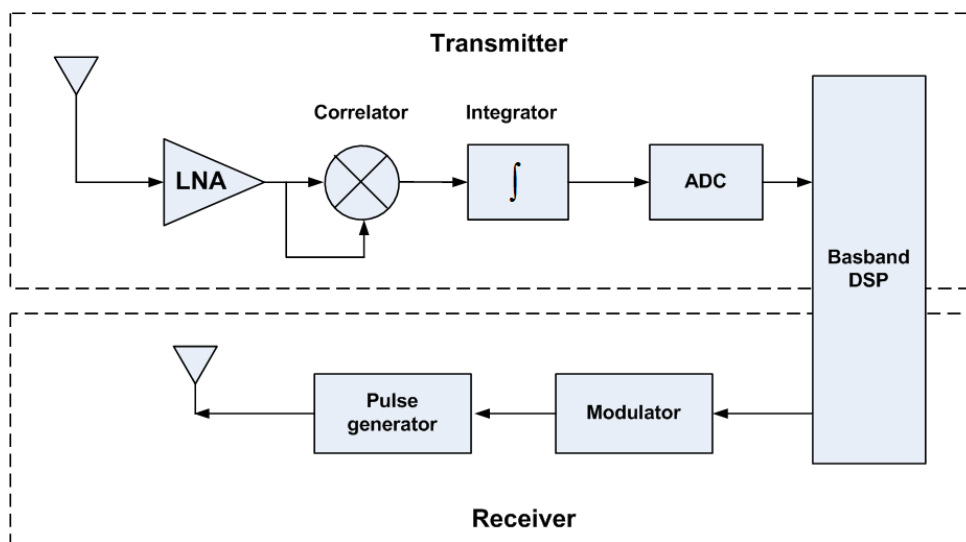 Transmitter
Correlator
Integrator
LNA
∫
ADC
Basband
DSP
Pulse
generator
Modulator
Receiver